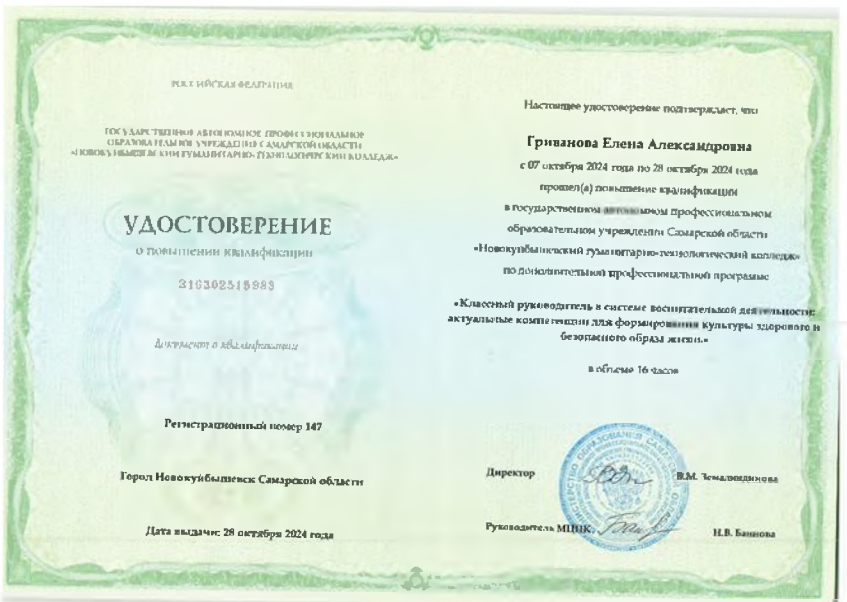 РОССИЙСКАЯ ФЕДЕРАЦИЯ
ГОСУДАРСТВЕННОЕ АВТОНОМНОЕ ПРОФЕССИОНАЛЬНОЕ
ОБРАЗОВАТЕЛЬНОЕ УЧРЕЖДЕНИЕ САМАРСКОЙ ОБЛАСТИ
«НОВОКУЙБЫШЕВСКИЙ ГУМАНИТАРНО-ТЕХНОЛОГИЧЕСКИЙ КОЛЛЕДЖ»
УДОСТОВЕРЕНИЕ
о повышении квалификации
Документ о квалификации
Регистрационный номер 147
Город Новокуйбышевск Самарской области
Дата выдачи: 28 октября 2024 года
Настоящее удостоверение подтверждает, что
Гриванова Елена Александровна
с 07 октября 2024 года по 28 октября 2024 года
прошел(а) повышение квалификации
в государственном автономном профессиональном
образовательном учреждении Самарской области
«Новокуйбышевский гуманитарно-технологический колледж»
по дополнительной профессиональной программе
«Классный руководитель в системе воспитательной деятельности:
актуальные компетенции для формирования культуры здорового и
безопасного образа жизни.»
в объеме 16 часов
Директор
В.М.
Руководитель МЦПК
Н.В. Баннова